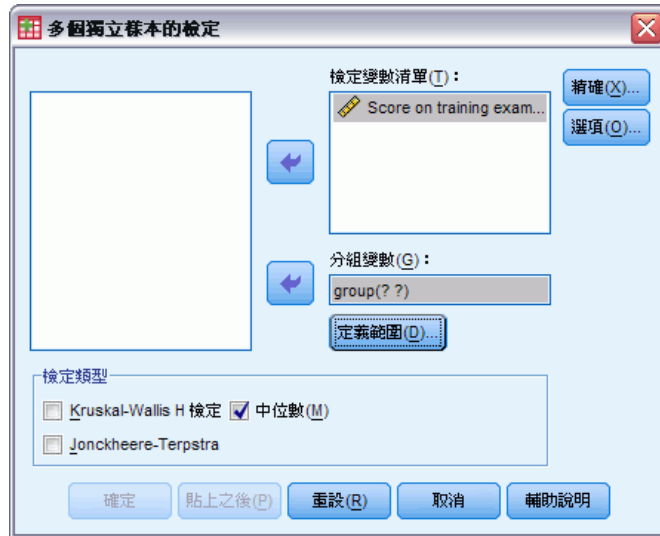 多個獨立樣本的檢定
檢定變數清單(T)：
Score on training exam...
精確(X)...
選項(O)...
分組變數(G)：
group(? ?)
定義範圍(D)...
檢定類型
Kruskal-Wallis H 檢定 中位數(M)
Jonckheere-Terpstra
確定 貼上之後(P) 重設(R) 取消 輔助說明